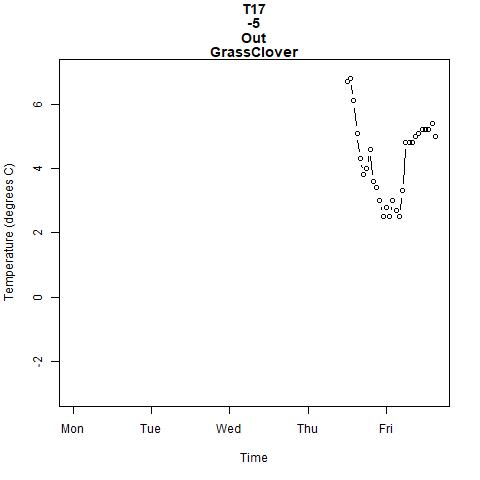 T17
-5
Out
GrassClover
Temperature (degrees C)
6
4
2
0
-2
Mon Tue Wed Thu Fri
Time